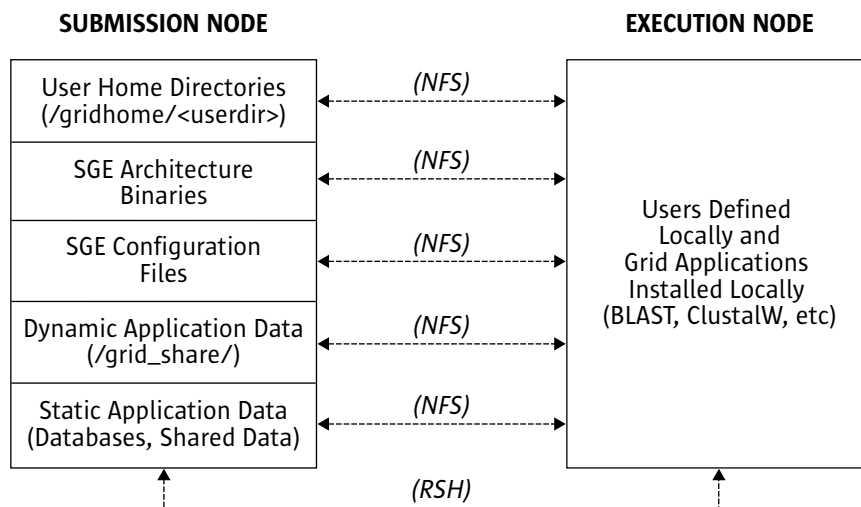 SUBMISSION NODE
EXECUTION NODE
User Home Directories
(/gridhome/<userdir>)
(NFS)
SGE Architecture
Binaries
(NFS)
SGE Configuration
Files
(NFS)
Dynamic Application Data
(/grid_share/)
(NFS)
Static Application Data
(Databases, Shared Data)
(NFS)
Users Defined
Locally and
Grid Applications
Installed Locally
(BLAST, ClustalW, etc)
(RSH)